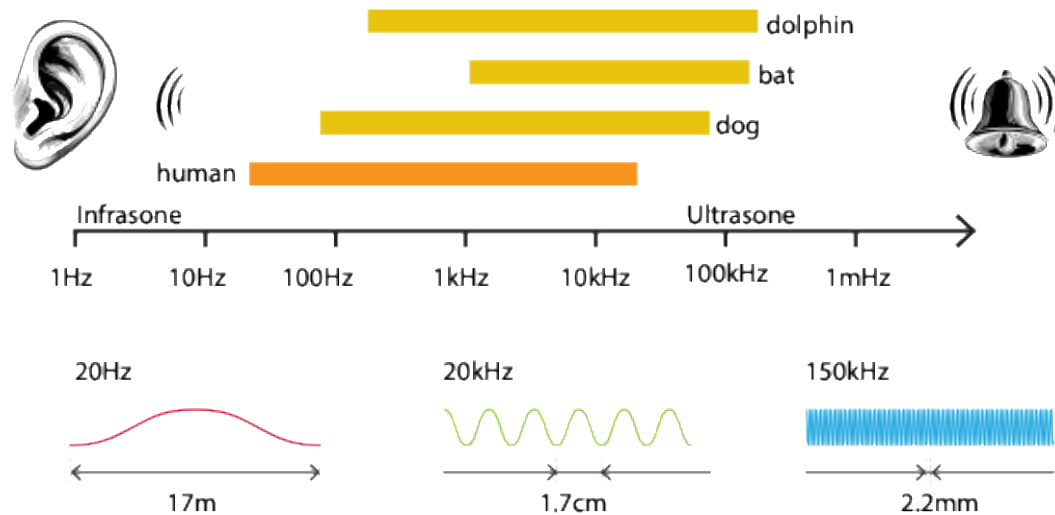 dolphin
bat
dog
human
Infrasone
Ultrasone
1Hz
10Hz
100Hz
1kHz
10kHz
100kHz
1mHz
20Hz
20kHz
150kHz
17m
1.7cm
2.2mm